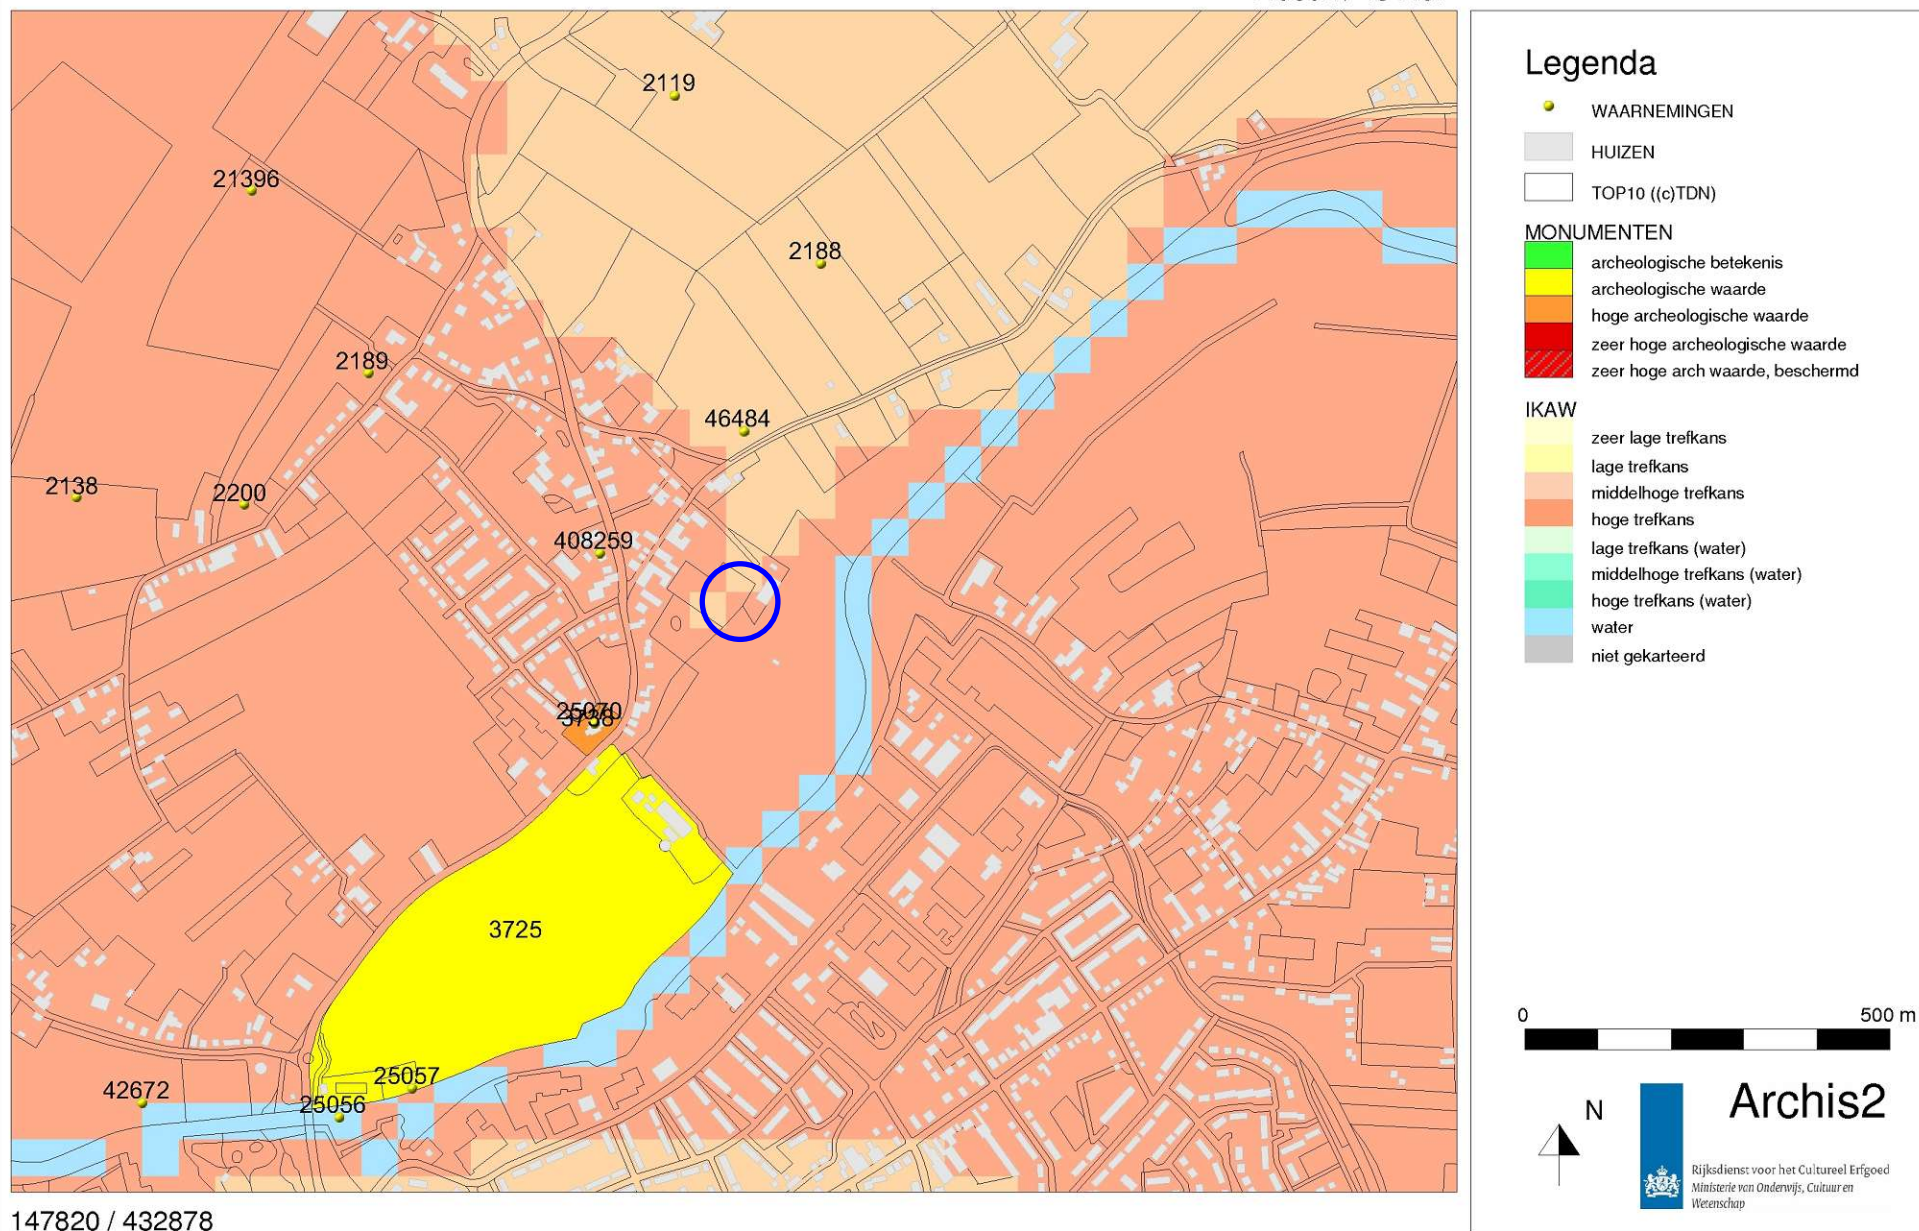 2119
21396
2188
2189
46484
2138
2200
408259
25070
3725
25057
42672
25056
147820 / 432878
Legenda
WAARNEMINGEN
HUIZEN
TOP10 ((c)TDN)
MONUMENTEN
archeologische betekenis
archeologische waarde
hoge archeologische waarde
zeer hoge archeologische waarde
zeer hoge arch waarde, beschermd
IKAW
zeer lage trefkans
lage trefkans
middelhoge trefkans
hoge trefkans
lage trefkans (water)
middelhoge trefkans (water)
hoge trefkans (water)
water
niet gekarteerd
0 500 m
N
Archis2
Rijksdienst voor het Cultureel Erfgoed
Ministerie van Onderwijs, Cultuur en
Wetenschap